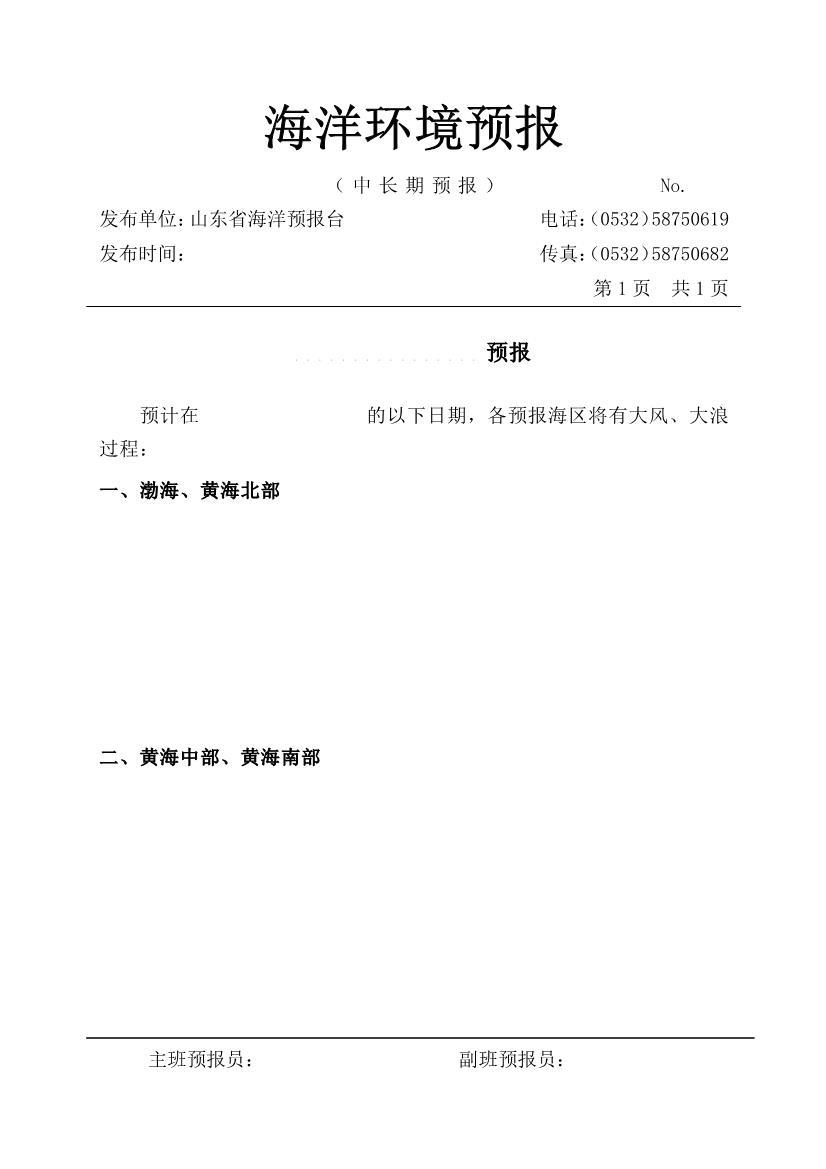 海洋环境预报
（中长期预报） No.
发布单位：山东省海洋预报台 电话：（0532）58750619
发布时间： 传真：（0532）58750682
第1页 共1页
预报
预计在 的以下日期，各预报海区将有大风、大浪
过程：
一、渤海、黄海北部
二、黄海中部、黄海南部
主班预报员： 副班预报员：